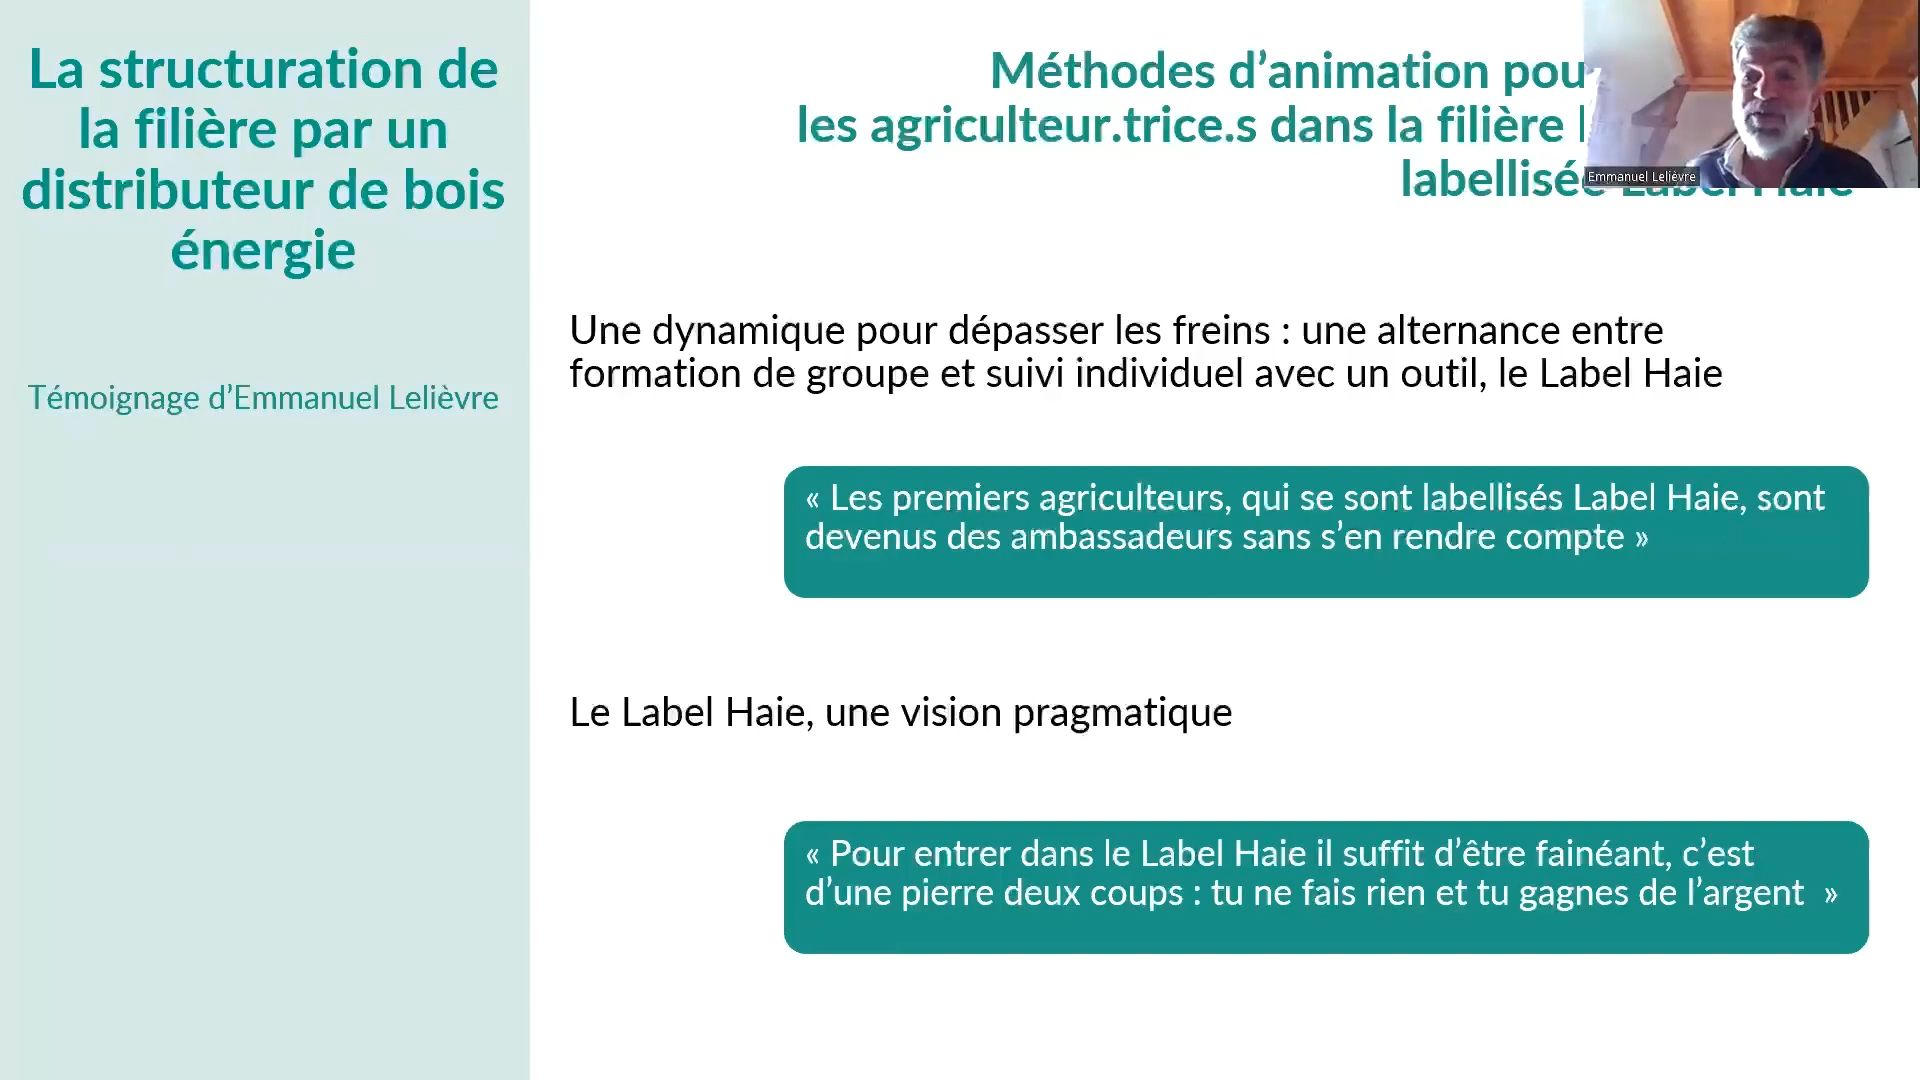 La structuration de
la filière par un
distributeur de bois
énergie
Témoignage d’Emmanuel Lelièvre
Méthodes d’animation
les agriculteur.trice.s dans la filière
labellisée Label Haie
Emmanuel Lelièvre
Une dynamique pour dépasser les freins : une alternance entre
formation de groupe et suivi individuel avec un outil, le Label Haie
« Les premiers agriculteurs, qui se sont labellisés Label Haie, sont
devenus des ambassadeurs sans s’en rendre compte »
Le Label Haie, une vision pragmatique
« Pour entrer dans le Label Haie il suffit d’être fainéant, c’est
d’une pierre deux coups : tu ne fais rien et tu gagnes de l’argent »